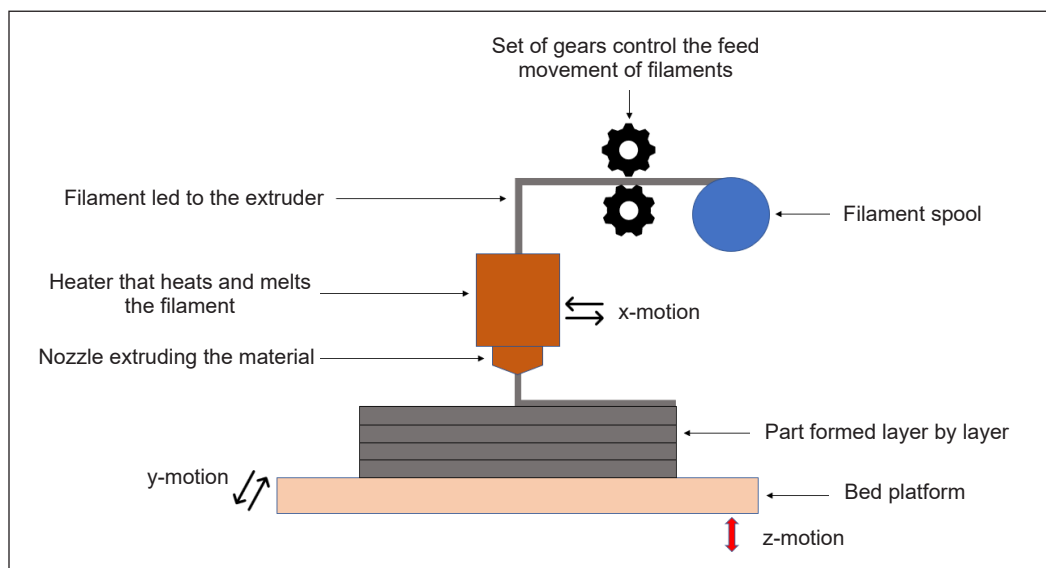 Set of gears control the feed
movement of filaments
Filament led to the extruder
Filament spool
Heater that heats and melts
the filament
x-motion
Nozzle extruding the material
Part formed layer by layer
y-motion
Bed platform
z-motion